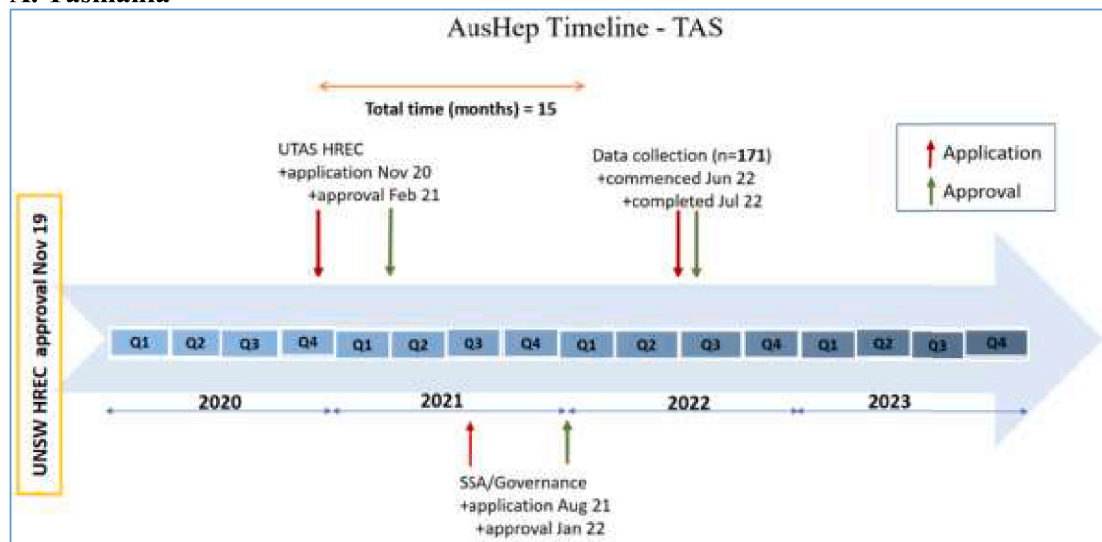 A. Tasmania
AusHep Timeline - TAS
Total time (months) = 15
UTAS HREC
+application Nov 20
+approval Feb 21
Data collection (n=171)
+commenced Jun 22
+completed Jul 22
Application
Approval
UNSW HREC approval Nov 19
Q1 Q2 Q3 Q4 Q1 Q2 Q3 Q4 Q1 Q2 Q3 Q4 Q1 Q2 Q3 Q4
2020 2021 2022 2023
SSA/Governance
+application Aug 21
+approval Jan 22